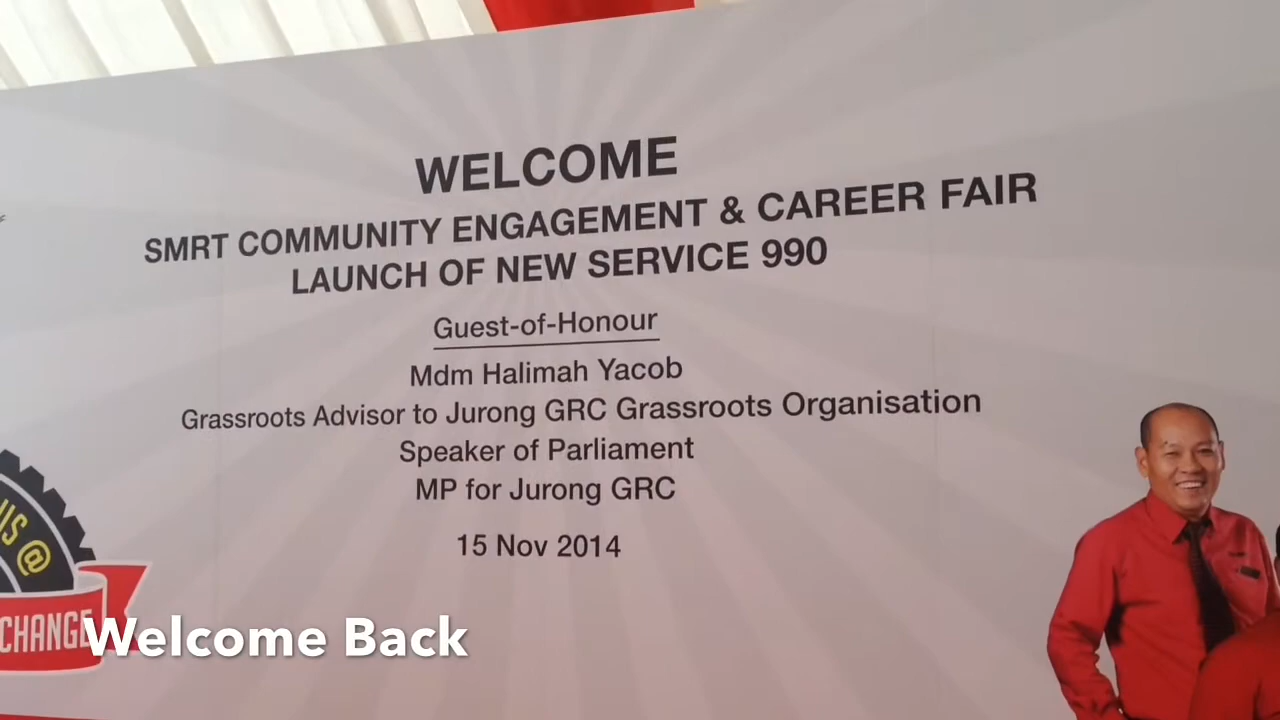 WELCOME
SMRT COMMUNITY ENGAGEMENT & CAREER FAIR
LAUNCH OF NEW SERVICE 990
Guest-of-Honour
Mdm Halimah Yacob
Grassroots Advisor to Jurong GRC Grassroots Organisation
Speaker of Parliament
MP for Jurong GRC
15 Nov 2014
@
CHANGE
Welcome Back